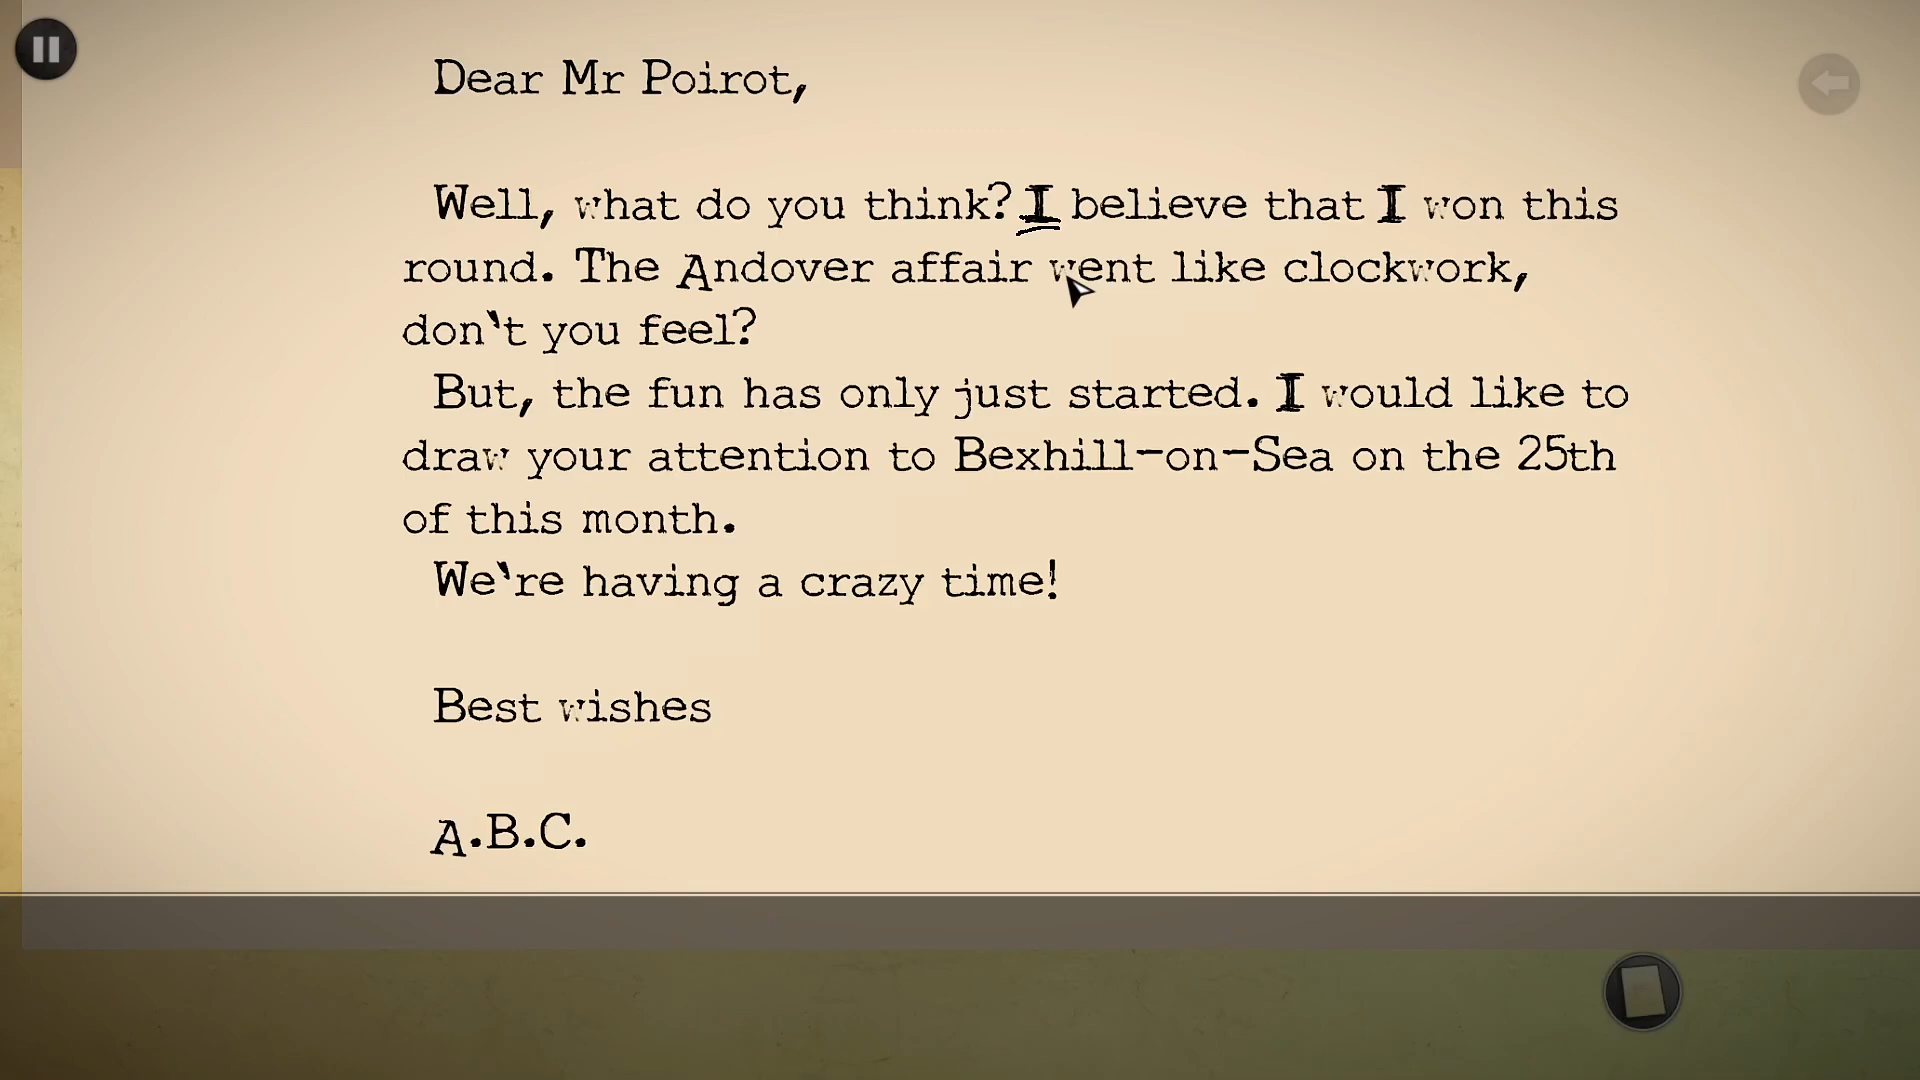 Dear Mr Poirot,
Well, what do you think? I believe that I won this
round. The Andover affair went like clockwork,
don't you feel?
But, the fun has only just started. I would like to
draw your attention to Bexhill-on-Sea on the 25th
of this month.
We're having a crazy time!
Best wishes
A.B.C.